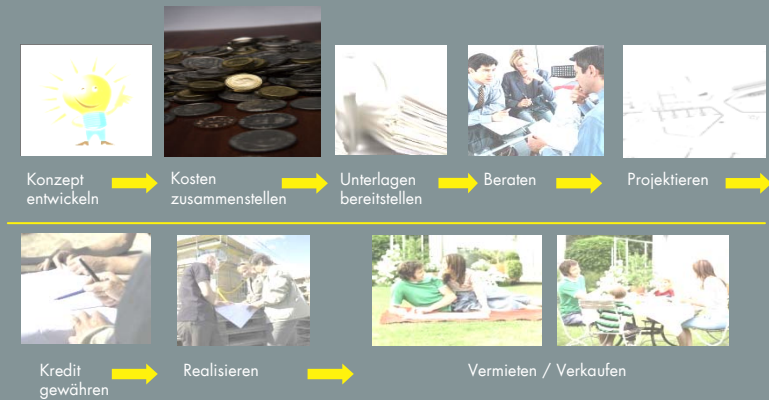 Konzept
entwickeln
Kosten
zusammenstellen
Unterlagen
bereitstellen
Beraten
Projektieren
Kredit
gewähren
Realisieren
Vermieten / Verkaufen